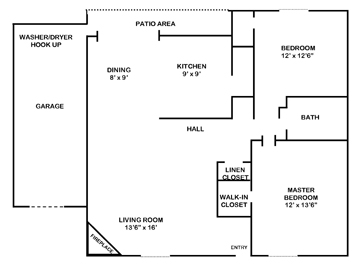 PATIO AREA
WASHER/DRYER
HOOK UP
BEDROOM
12' x 12'6"
DINING
8' x 9'
KITCHEN
9' x 9'
GARAGE
BATH
HALL
LINEN
CLOSET
MASTER
BEDROOM
12' x 13'6"
WALK-IN
CLOSET
LIVING ROOM
13'6" x 16'
FIREPLACE
ENTRY